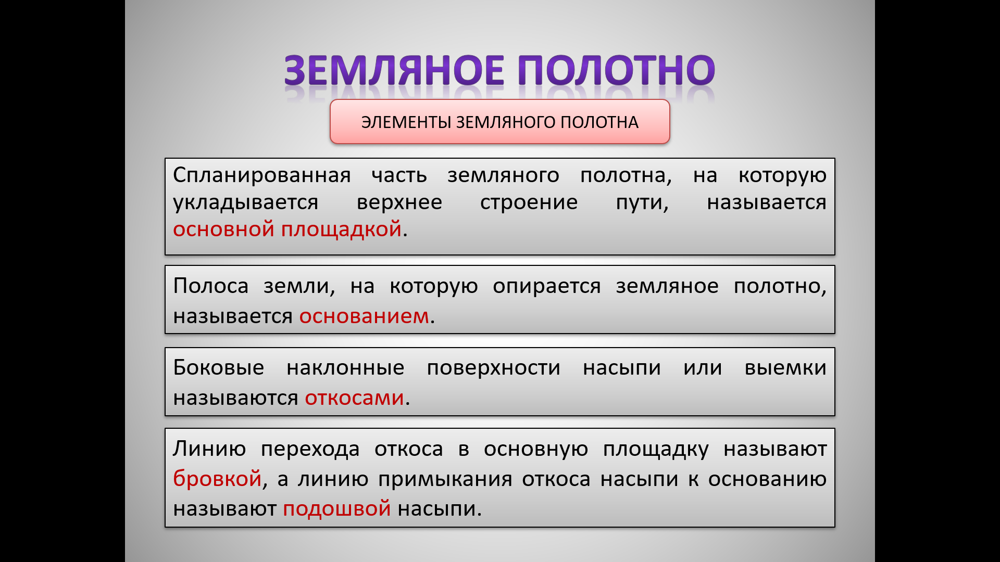 ЗЕМЛЯНОЕ ПОЛОТНО
ЭЛЕМЕНТЫ ЗЕМЛЯНОГО ПОЛОТНА
Спланированная часть земляного полотна, на которую
укладывается верхнее строение пути, называется
основной площадкой.
Полоса земли, на которую опирается земляное полотно,
называется основанием.
Боковые наклонные поверхности насыпи или выемки
называются откосами.
Линию перехода откоса в основную площадку называют
бровкой, а линию примыкания откоса насыпи к основанию
называют подошвой насыпи.